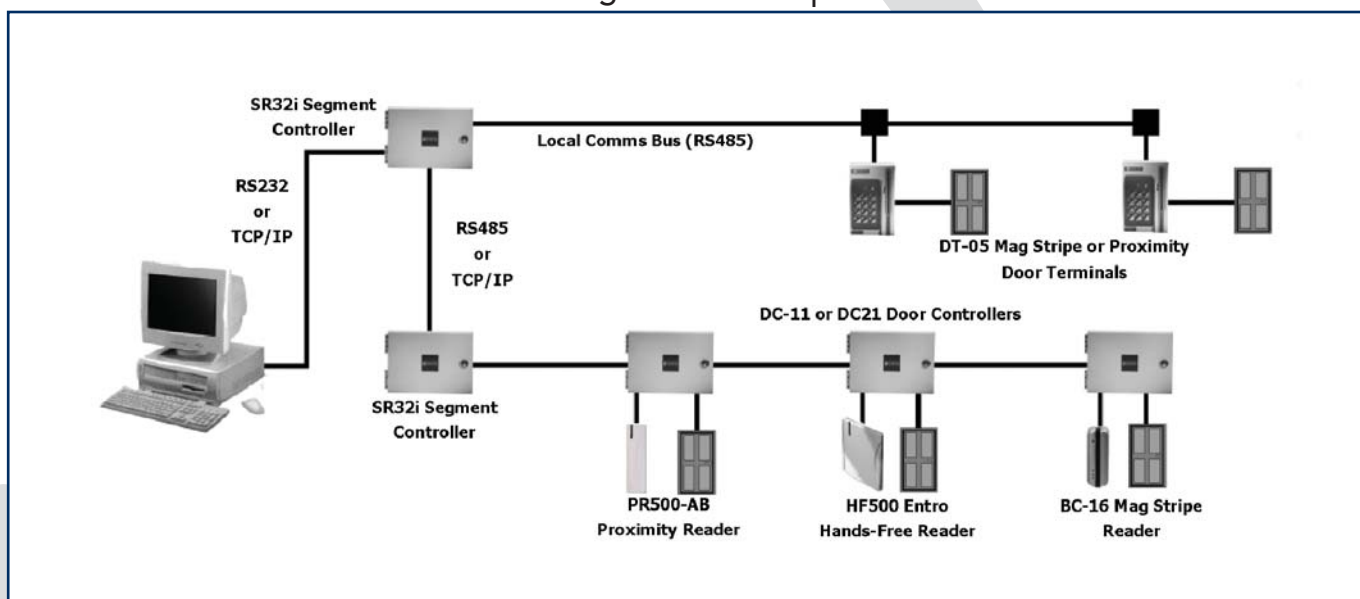 SR32i Segment
Controller
Local Comms Bus (RS485)
RS232
or
TCP/IP
RS485
or
TCP/IP
DT-05 Mag Stripe or Proximity
Door Terminals
DC-11 or DC21 Door Controllers
SR32i Segment
Controller
PR500-AB
Proximity Reader
HF500 Entro
Hands-Free Reader
BC-16 Mag Stripe
Reader